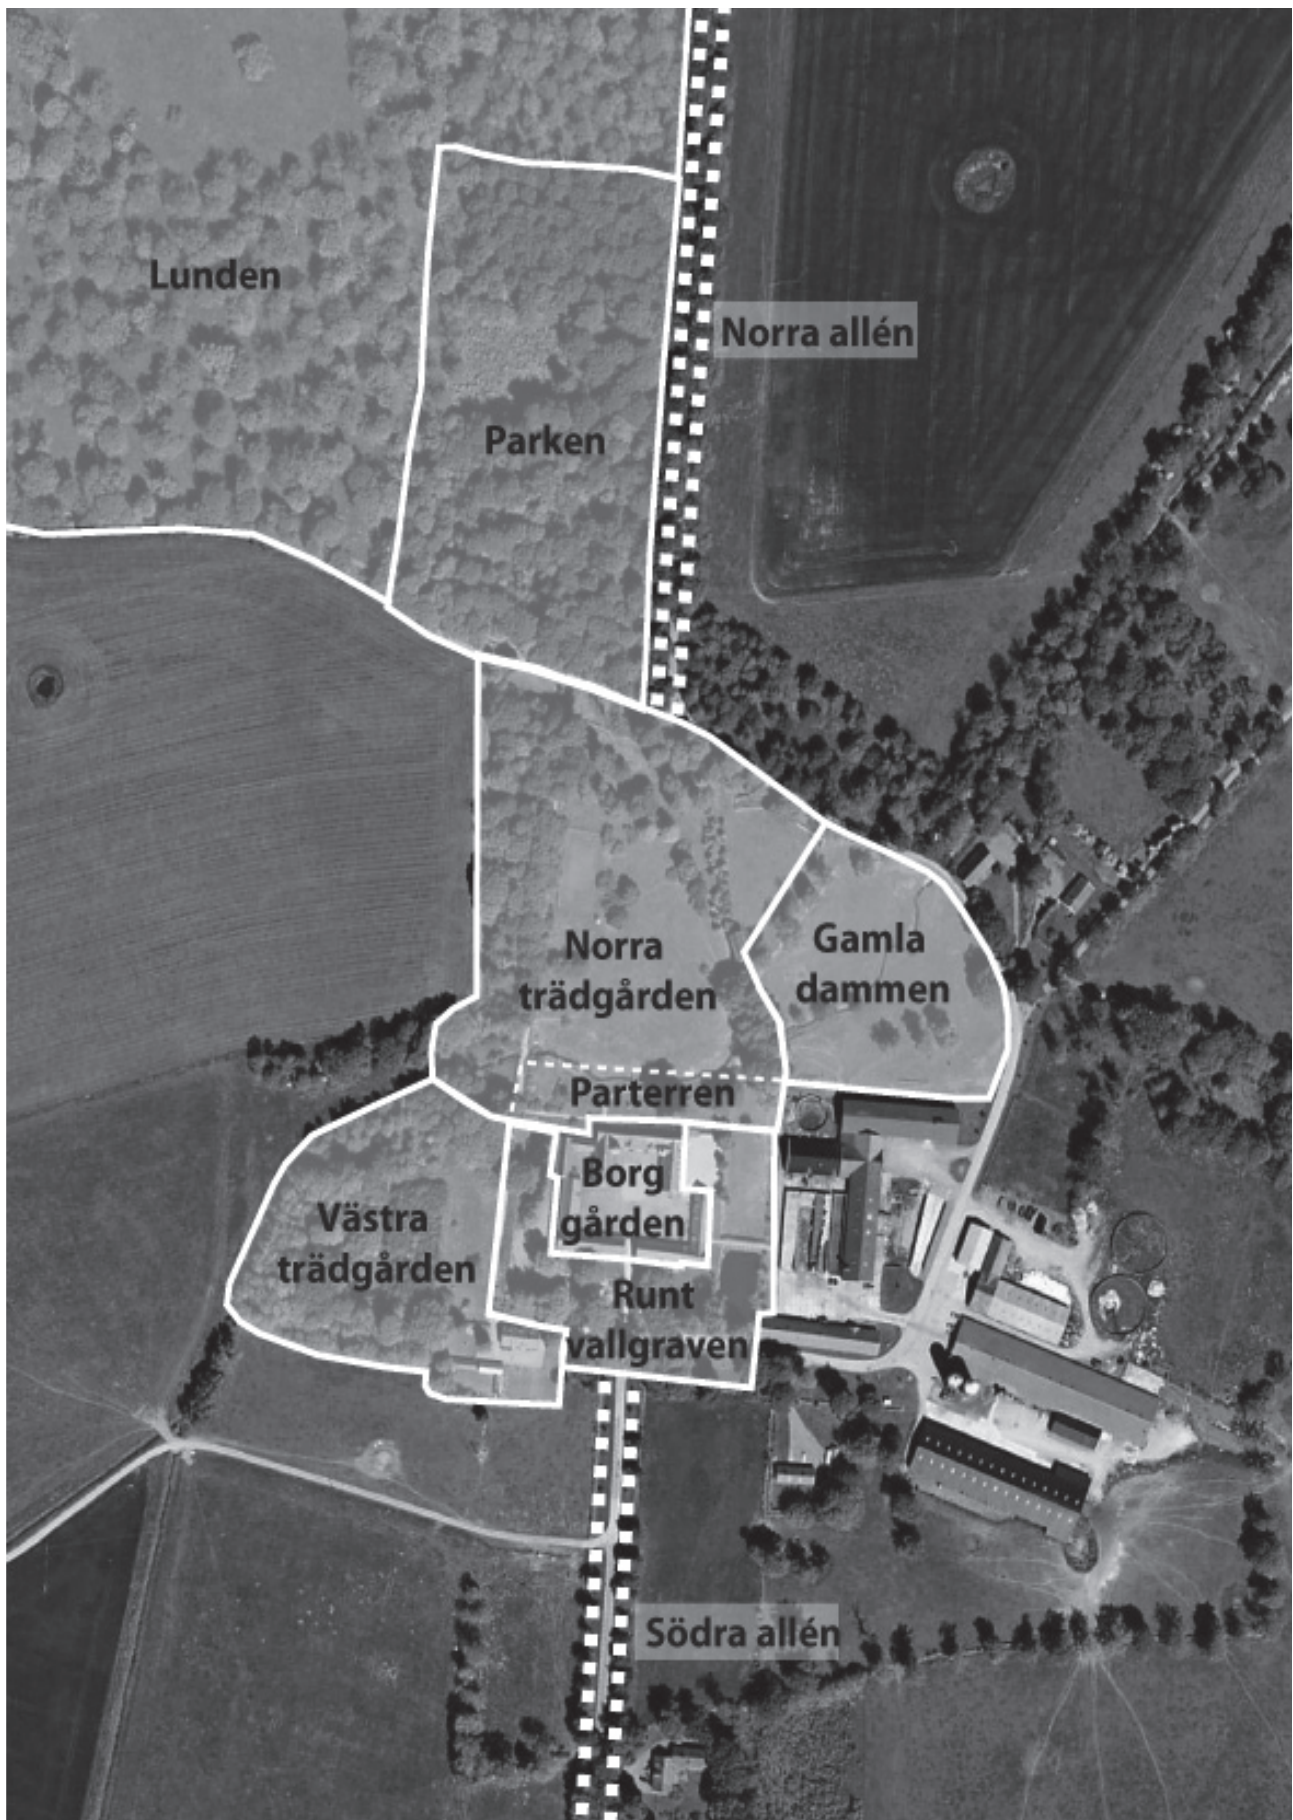 Lunden
Norra allén
Parken
Norra
trädgården
Gamla
dammen
Parterren
Borg
gården
Västra
trädgården
Runt
vallgraven
Södra allén